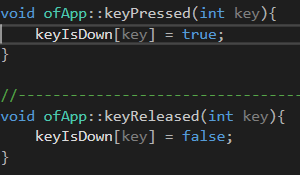 void ofApp::keyPressed(int key){
    keyIsDown[key] = true;
}
//-----------------------------------
void ofApp::keyReleased(int key){
    keyIsDown[key] = false;
}